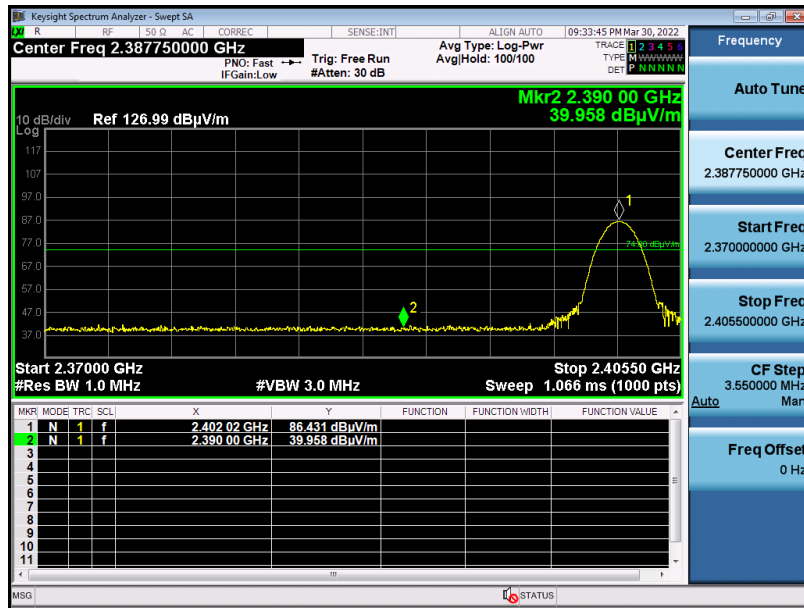 Keysight Spectrum Analyzer - Swept SA
LXI R RF 50 Ω AC CORREC SENSE:INT ALIGN AUTO 09:33:45 PM Mar 30, 2022
Center Freq 2.387750000 GHz
PNO: Fast
IFGain:Low
Trig: Free Run
#Atten: 30 dB
Avg Type: Log-Pwr
Avg|Hold: 100/100
TRACE 1 2 3 4 5 6
TYPE M WWWWW
DET P N N N N N
Mkr2 2.390 00 GHz
39.958 dBµV/m
10 dB/div Ref 126.99 dBµV/m
Log
117
107
97.0
87.0
77.0
67.0
57.0
47.0
37.0
1
74.00 dBµV/m
2
Start 2.37000 GHz Stop 2.40550 GHz
#Res BW 1.0 MHz #VBW 3.0 MHz Sweep 1.066 ms (1000 pts)
MKR MODE TRC SCL X Y FUNCTION FUNCTION WIDTH FUNCTION VALUE
1 N 1 f 2.402 02 GHz 86.431 dBµV/m
2 N 1 f 2.390 00 GHz 39.958 dBµV/m
3
4
5
6
7
8
9
10
11
MSG STATUS
Frequency
Auto Tune
Center Freq
2.387750000 GHz
Start Freq
2.370000000 GHz
Stop Freq
2.405500000 GHz
CF Step
3.550000 MHz
Auto Man
Freq Offset
0 Hz